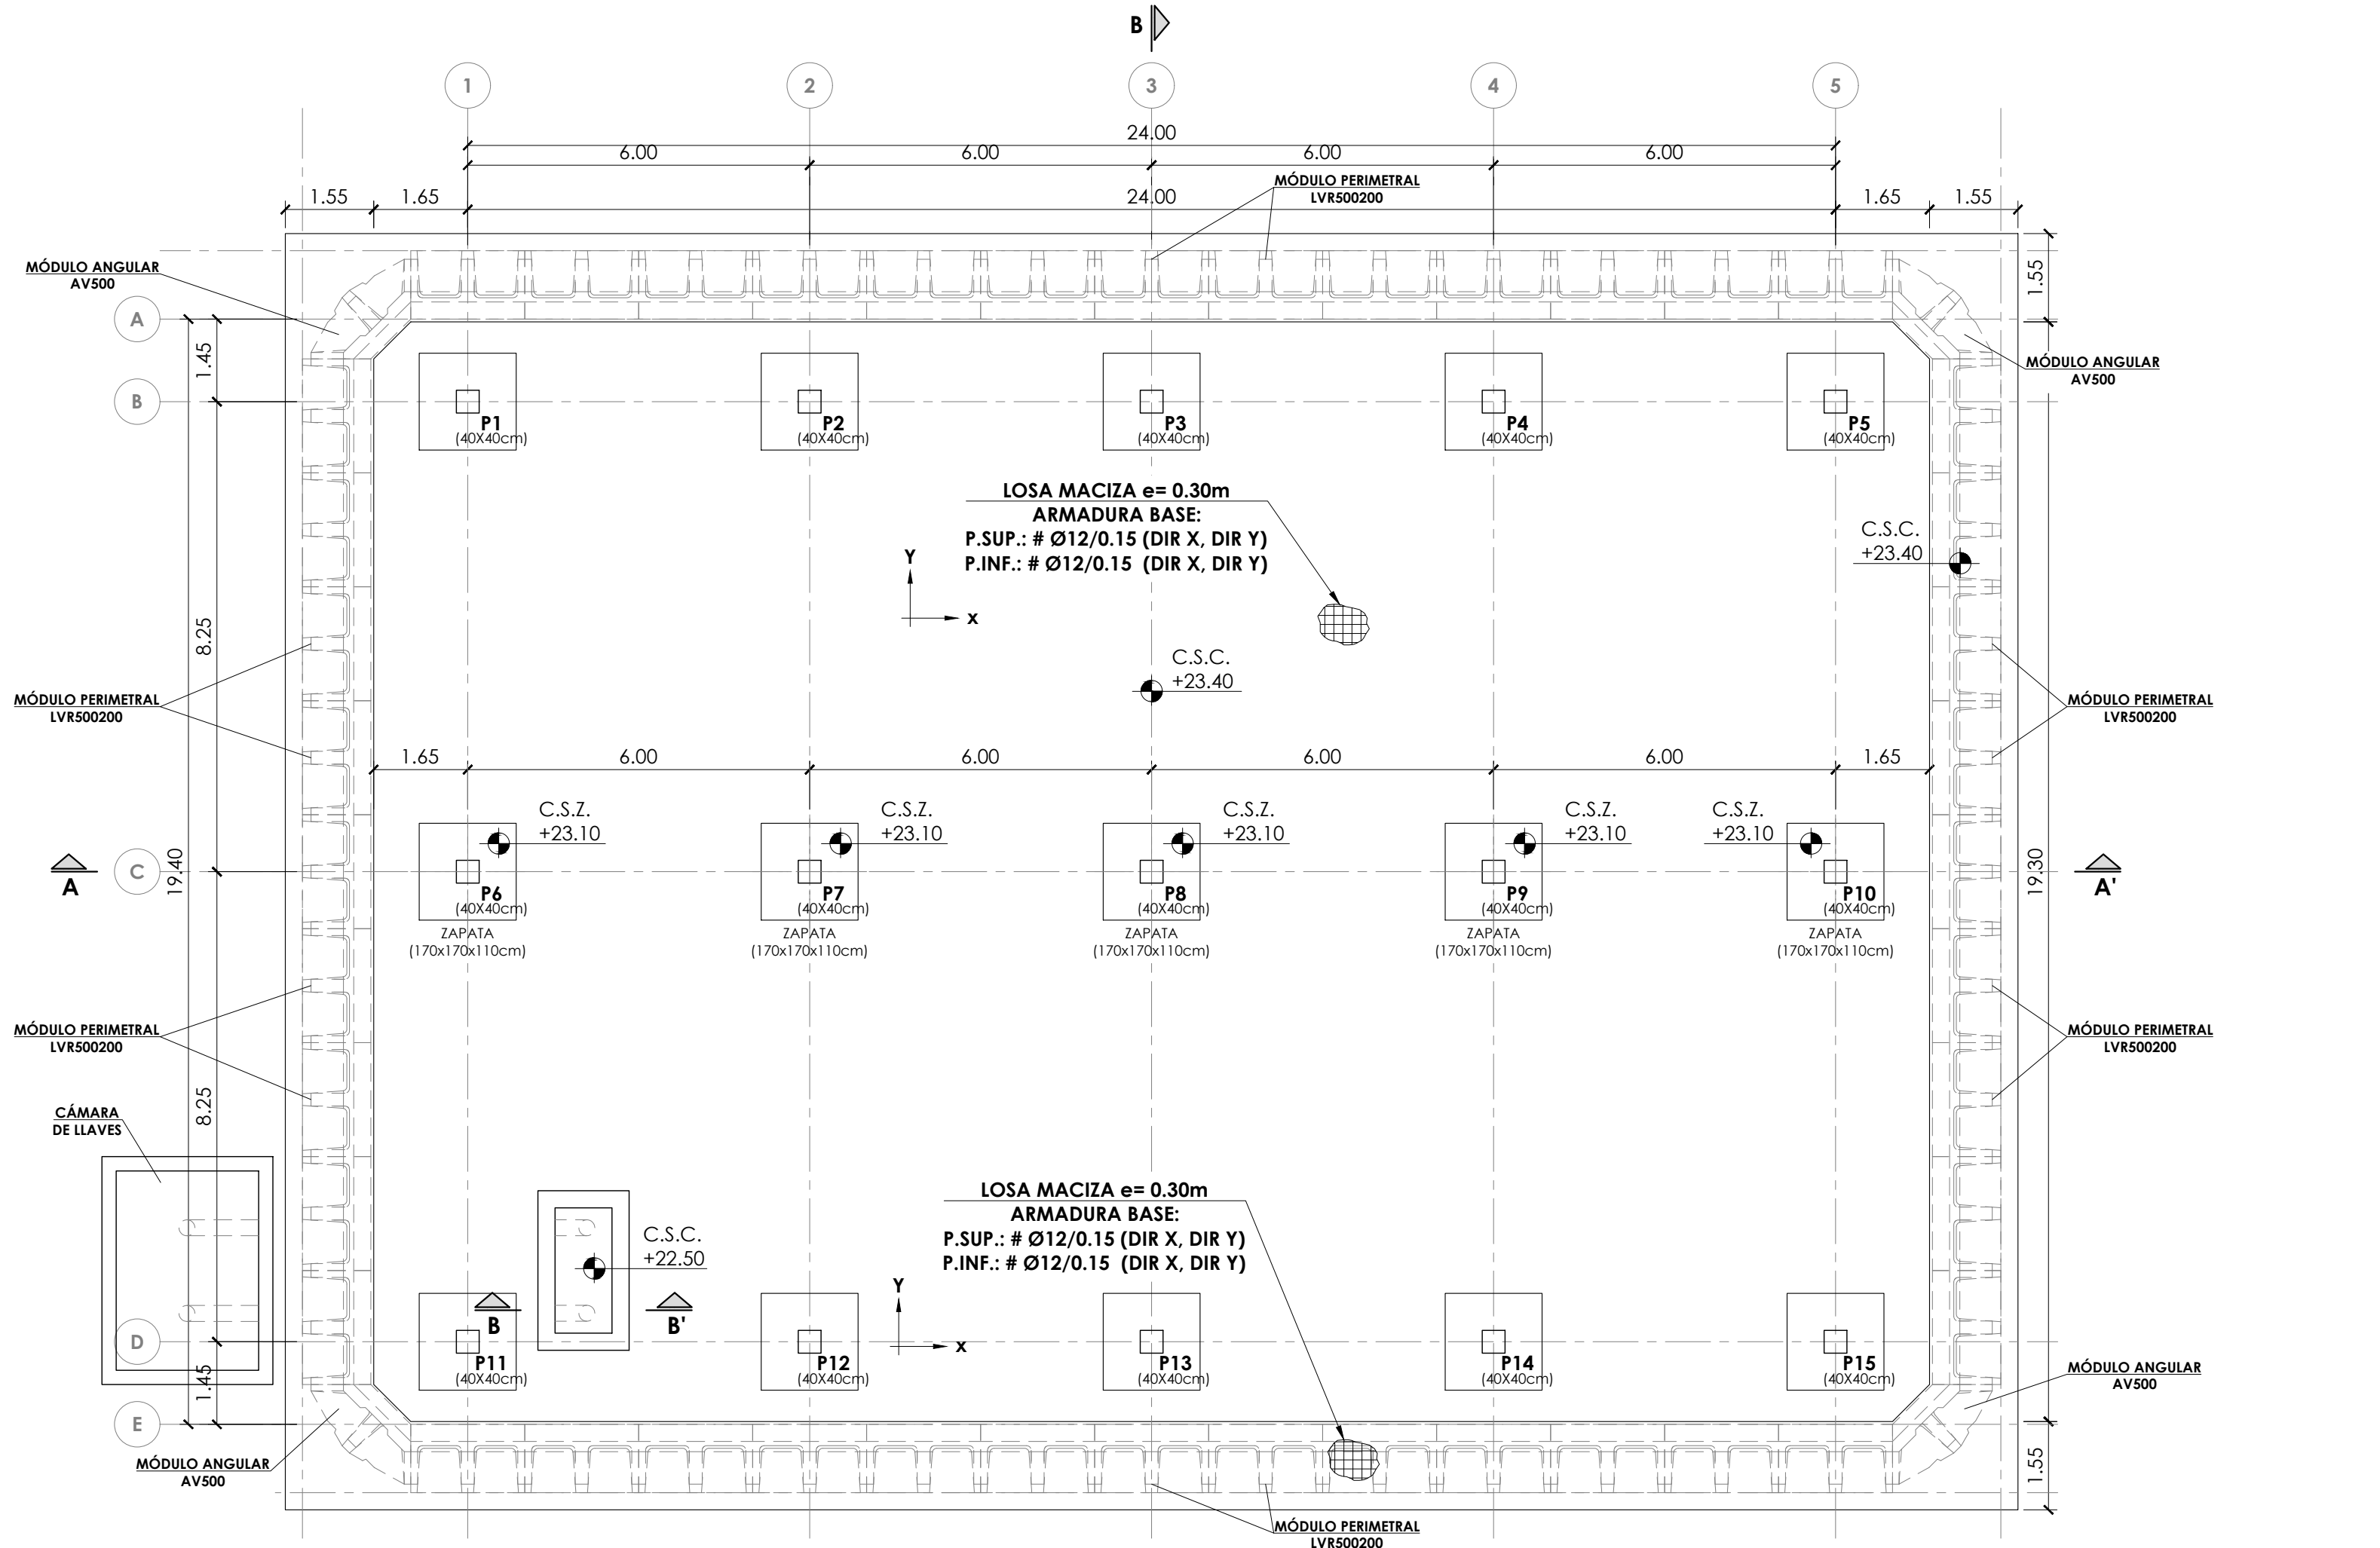 B
1
2
3
4
5
24.00
6.00
6.00
6.00
6.00
MÓDULO PERIMETRAL
LVR500200
1.55
1.65
24.00
1.65
1.55
MÓDULO ANGULAR
AV500
1.55
A
1.45
MÓDULO ANGULAR
AV500
B
P1
(40X40cm)
P2
(40X40cm)
P3
(40X40cm)
P4
(40X40cm)
P5
(40X40cm)
LOSA MACIZA e= 0.30m
ARMADURA BASE:
P.SUP.: # Ø12/0.15 (DIR X, DIR Y)
P.INF.: # Ø12/0.15 (DIR X, DIR Y)
C.S.C.
+23.40
Y
x
8.25
C.S.C.
+23.40
MÓDULO PERIMETRAL
LVR500200
MÓDULO PERIMETRAL
LVR500200
1.65
6.00
6.00
6.00
6.00
1.65
C.S.Z.
+23.10
C.S.Z.
+23.10
C.S.Z.
+23.10
C.S.Z.
+23.10
C.S.Z.
+23.10
A
C
19.40
19.30
A'
P6
(40X40cm)
P7
(40X40cm)
P8
(40X40cm)
P9
(40X40cm)
P10
(40X40cm)
ZAPATA
(170x170x110cm)
ZAPATA
(170x170x110cm)
ZAPATA
(170x170x110cm)
ZAPATA
(170x170x110cm)
ZAPATA
(170x170x110cm)
MÓDULO PERIMETRAL
LVR500200
MÓDULO PERIMETRAL
LVR500200
8.25
CÁMARA
DE LLAVES
LOSA MACIZA e= 0.30m
ARMADURA BASE:
P.SUP.: # Ø12/0.15 (DIR X, DIR Y)
P.INF.: # Ø12/0.15 (DIR X, DIR Y)
C.S.C.
+22.50
Y
x
B
B'
D
P11
(40X40cm)
P12
(40X40cm)
P13
(40X40cm)
P14
(40X40cm)
P15
(40X40cm)
1.45
MÓDULO ANGULAR
AV500
E
MÓDULO ANGULAR
AV500
1.55
MÓDULO PERIMETRAL
LVR500200